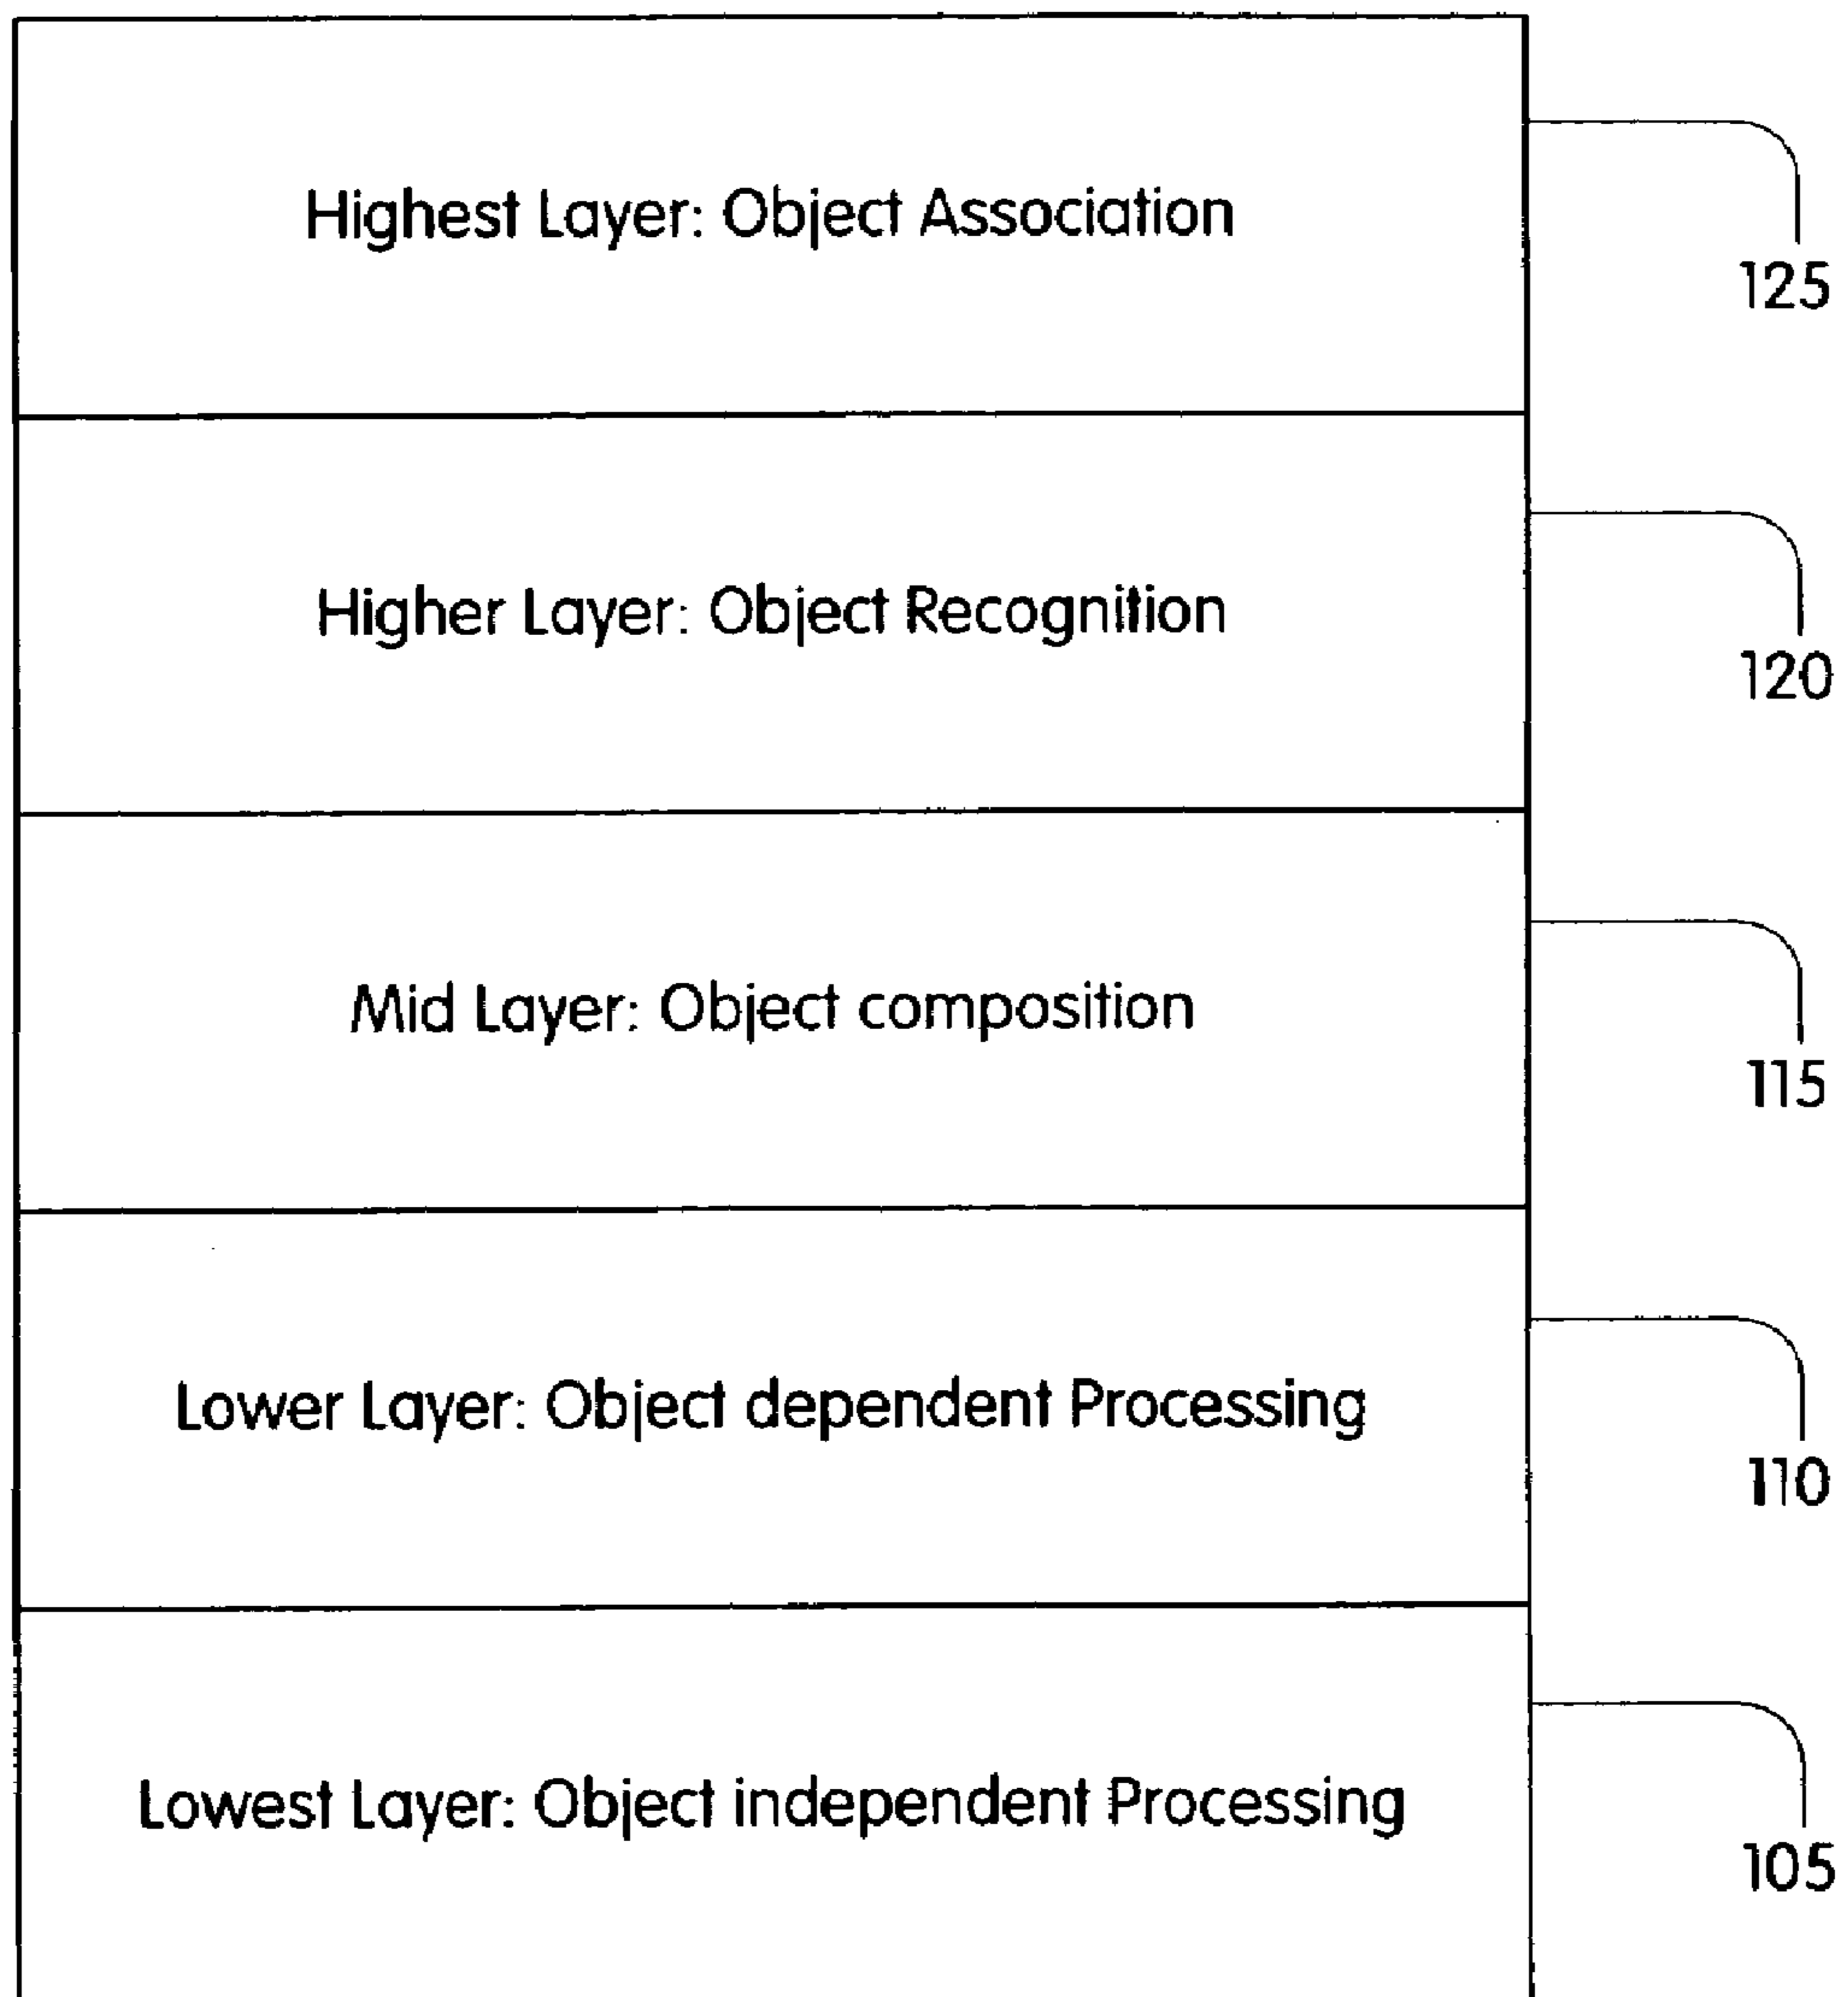 Highest Layer: Object Association
125
Higher Layer: Object Recognition
120
Mid Layer: Object composition
115
Lower Layer: Object dependent Processing
110
Lowest Layer: Object independent Processing
105